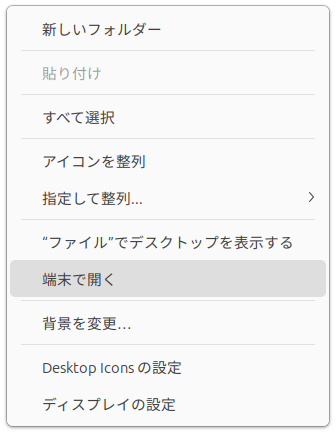 新しいフォルダー
貼り付け
すべて選択
アイコンを整列
指定して整列...
“ファイル”でデスクトップを表示する
端末で開く
背景を変更…
Desktop Icons の設定
ディスプレイの設定